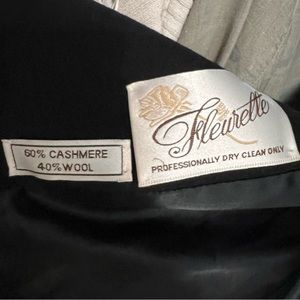 Fleurette
PROFESSIONALLY DRY CLEAN ONLY
60% CASHMERE
40% WOOL